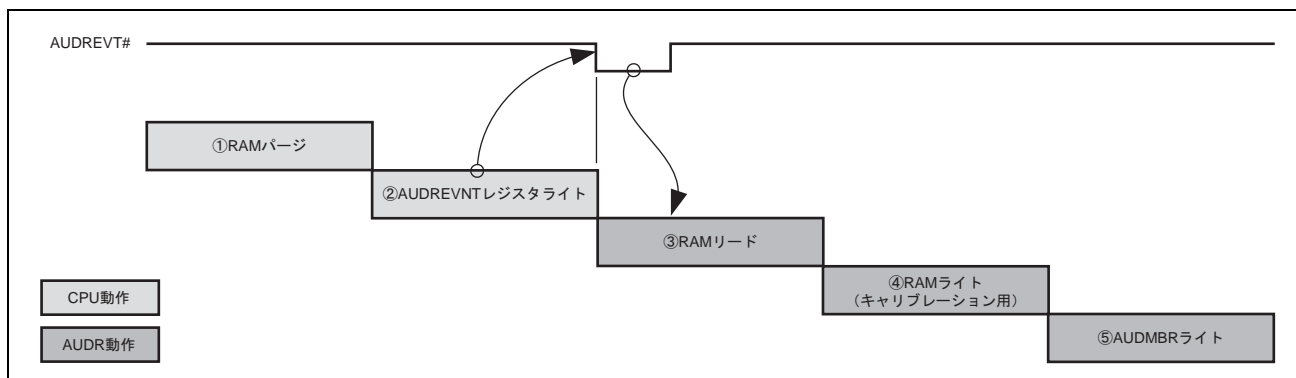 AUDREVT#
①RAMパージ
②AUDREVNTレジスタライト
③RAMリード
④RAMライト
（キャリブレーション用）
⑤AUDMBRライト
CPU動作
AUDR動作